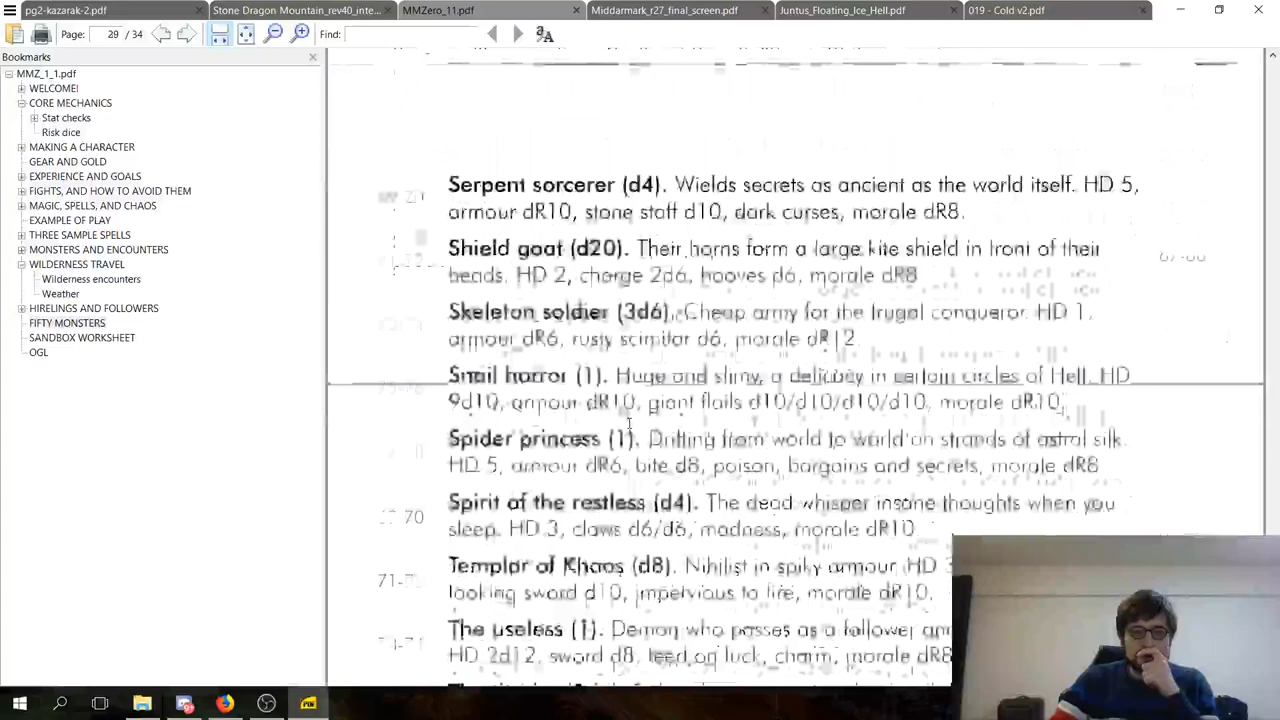 pg2-kazarak-2.pdf
Stone Dragon Mountain_rev40_inte...
MMZero_11.pdf
Middarmark_r27_final_screen.pdf
Juntus_Floating_Ice_Hell.pdf
019 - Cold v2.pdf
Page: 29 / 34
Find:
Bookmarks
MMZ_1_1.pdf
WELCOME!
CORE MECHANICS
Stat checks
Risk dice
MAKING A CHARACTER
GEAR AND GOLD
EXPERIENCE AND GOALS
FIGHTS, AND HOW TO AVOID THEM
MAGIC, SPELLS, AND CHAOS
EXAMPLE OF PLAY
THREE SAMPLE SPELLS
MONSTERS AND ENCOUNTERS
WILDERNESS TRAVEL
Wilderness encounters
Weather
HIRELINGS AND FOLLOWERS
FIFTY MONSTERS
SANDBOX WORKSHEET
OGL
Serpent sorcerer (d4). Wields secrets as ancient as the world itself. HD 5,
armour dR10, stone staff d10, dark curses, morale dR8.
Shield goat (d20). Their horns form a large kite shield in front of their
heads. HD 2, charge 2d6, hooves d6, morale dR8
Skeleton soldier (3d6). Cheap army for the frugal conqueror. HD 1,
armour dR6, rusty scimitar d6, morale dR12
Snail horror (1). Huge and slimy, a delicacy in certain circles of Hell. HD
9d10, armour dR10, giant flails d10/d10/d10/d10, morale dR10,
Spider princess (1). Drifting from world to world on strands of astral silk.
HD 5, armour dR6, bite d8, poison, bargains and secrets, morale dR8
Spirit of the restless (d4). The dead whisper insane thoughts when you
sleep. HD 3, claws d6/d6, madness, morale dR10
Templar of Khaos (d8). Nihilist in spiky armour. HD 3
looking sword d10, impervious to fire, morale dR10.
The useless (1). Demon who passes as a follower and
HD 2d12, sword d8, feed on luck, charm, morale dR8